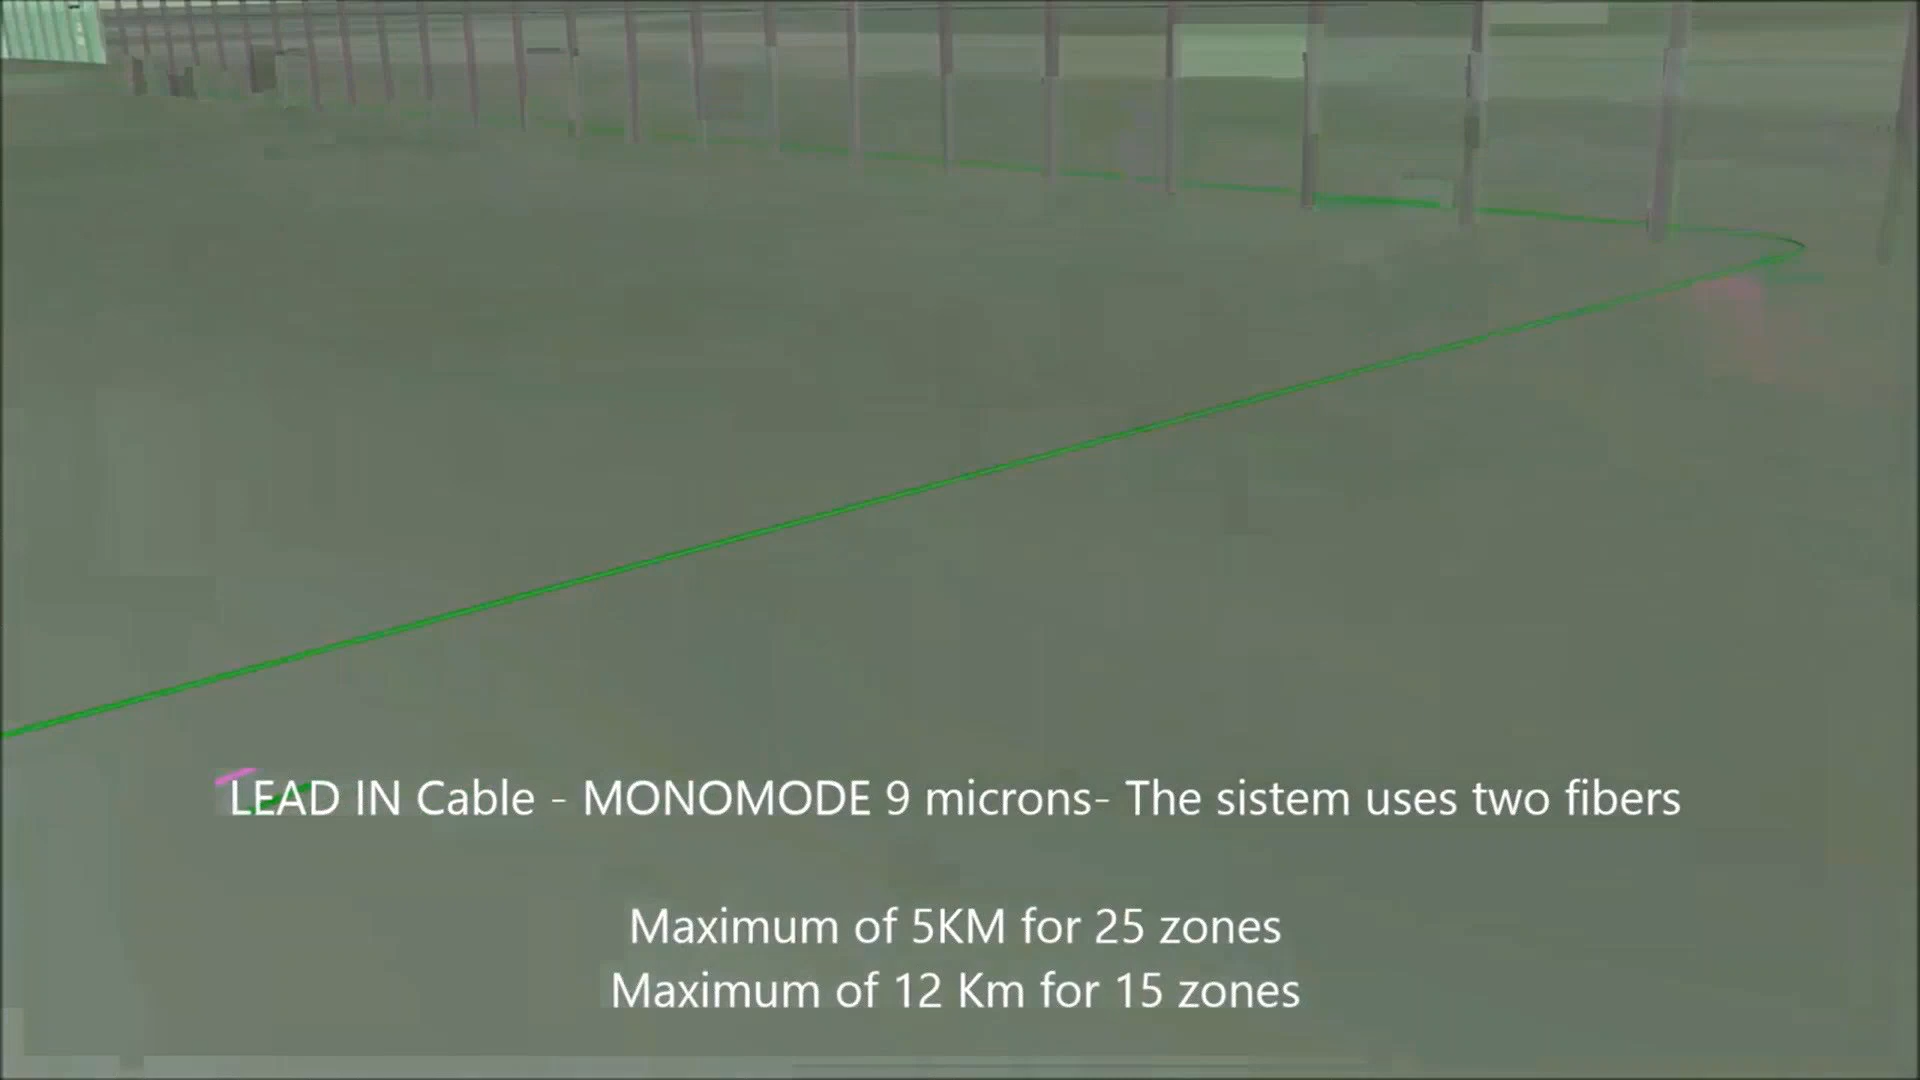 LEAD IN Cable - MONOMODE 9 microns- The sistem uses two fibers
Maximum of 5KM for 25 zones
Maximum of 12 Km for 15 zones